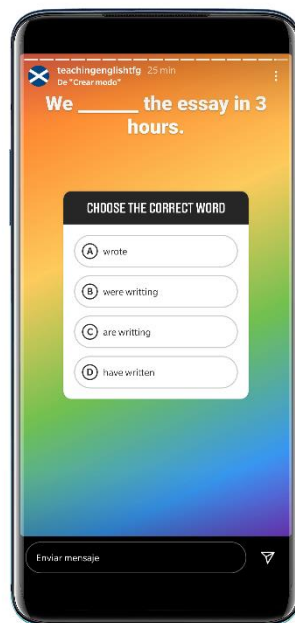 teachingenglishtfg 25 min
De "Crear modo"
We _____ the essay in 3
hours.
CHOOSE THE CORRECT WORD
A wrote
B were writting
C are writting
D have written
Enviar mensaje